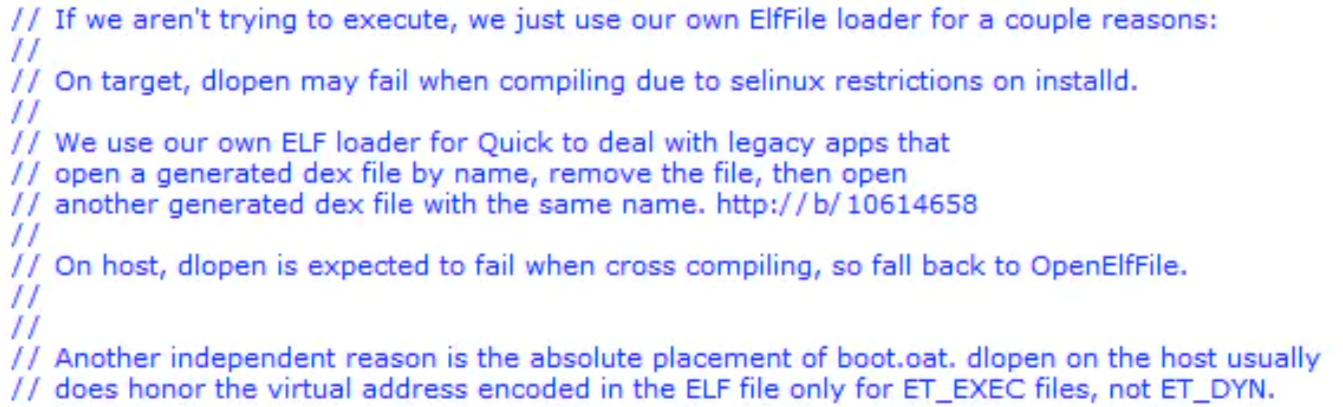 // If we aren't trying to execute, we just use our own ElfFile loader for a couple reasons:
//
// On target, dlopen may fail when compiling due to selinux restrictions on installd.
//
// We use our own ELF loader for Quick to deal with legacy apps that
// open a generated dex file by name, remove the file, then open
// another generated dex file with the same name. http://b/10614658
//
// On host, dlopen is expected to fail when cross compiling, so fall back to OpenElfFile.
//
//
// Another independent reason is the absolute placement of boot.oat. dlopen on the host usually
// does honor the virtual address encoded in the ELF file only for ET_EXEC files, not ET_DYN.